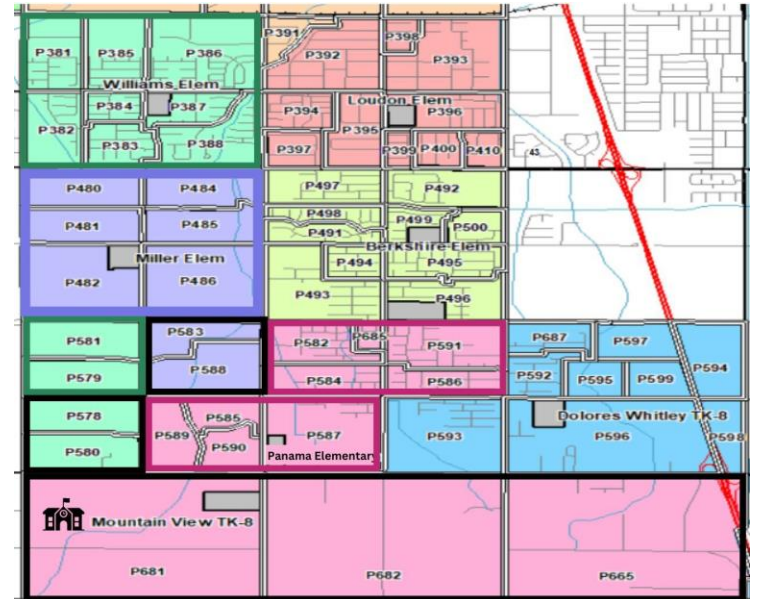 P391
P398
P381 P385 P386
P392
P393
Williams Elem
P384 P387
Loudon Elem
P394
P396
P382
P395
P383
P388
P397
P399 P400 P410
43
P480 P484
P497 P492
P498
P481 P485
P499 P500
P491
Berkshire Elem
Miller Elem
P494 P495
P482 P486
P493 P496
P583
P581
P582 P685 P591
P687 P597
P588
P594
P579
P584 P586
P592 P595 P599
P578
P585
Dolores Whitley TK-8
P589
P587
P593
P596
P598
P580
P590
Panama Elementary
Mountain View TK-8
P681
P682
P665